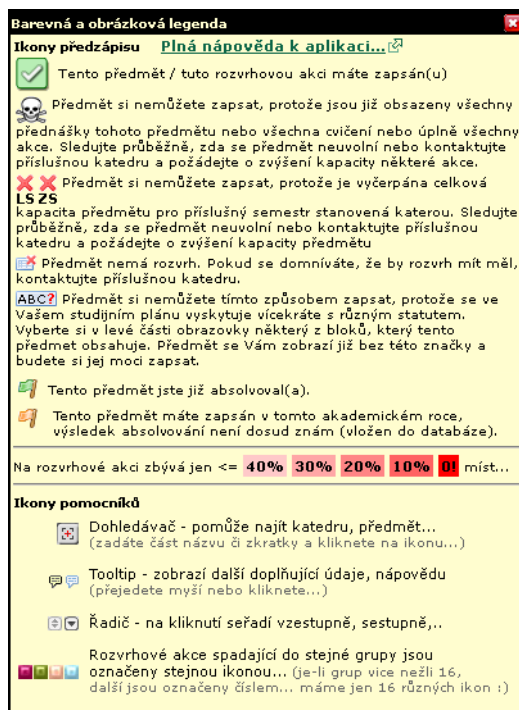 Barevná a obrázková legenda
Ikony předzápisu Plná nápověda k aplikaci...
Tento předmět / tuto rozvrhovou akci máte zapsán(u)
Předmět si nemůžete zapsat, protože jsou již obsazeny všechny
přednášky tohoto předmětu nebo všechna cvičení nebo úplně všechny
akce. Sledujte průběžně, zda se předmět neuvolní nebo kontaktujte
příslušnou katedru a požádejte o zvýšení kapacity některé akce.
Předmět si nemůžete zapsat, protože je vyčerpána celková
LS ZS
kapacita předmětu pro příslušný semestr stanovená katerou. Sledujte
průběžně, zda se předmět neuvolní nebo kontaktujte příslušnou
katedru a požádejte o zvýšení kapacity předmětu
Předmět nemá rozvrh. Pokud se domníváte, že by rozvrh mít měl,
kontaktujte příslušnou katedru.
ABC? Předmět si nemůžete tímto způsobem zapsat, protože se ve
Vašem studijním plánu vyskytuje vícekráte s různým statutem.
Vyberte si v levé části obrazovky některý z bloků, který tento
předmet obsahuje. Předmět se Vám zobrazí již bez této značky a
budete si jej moci zapsat.
Tento předmět jste již absolvoval(a).
Tento předmět máte zapsán v tomto akademickém roce,
výsledek absolvování není dosud znám (vložen do databáze).
Na rozvrhové akci zbývá jen <= 40% 30% 20% 10% 0! míst...
Ikony pomocníků
Dohledávač - pomůže najít katedru, předmět...
(zadáte část názvu či zkratky a kliknete na ikonu...)
Tooltip - zobrazí další doplňující údaje, nápovědu
(přejedete myší nebo kliknete...)
Řadič - na kliknutí seřadí vzestupně, sestupně,..
Rozvrhové akce spadající do stejné grupy jsou
označeny stejnou ikonou... (je-li grup vice nežli 16,
další jsou označeny číslem... máme jen 16 různých ikon :)